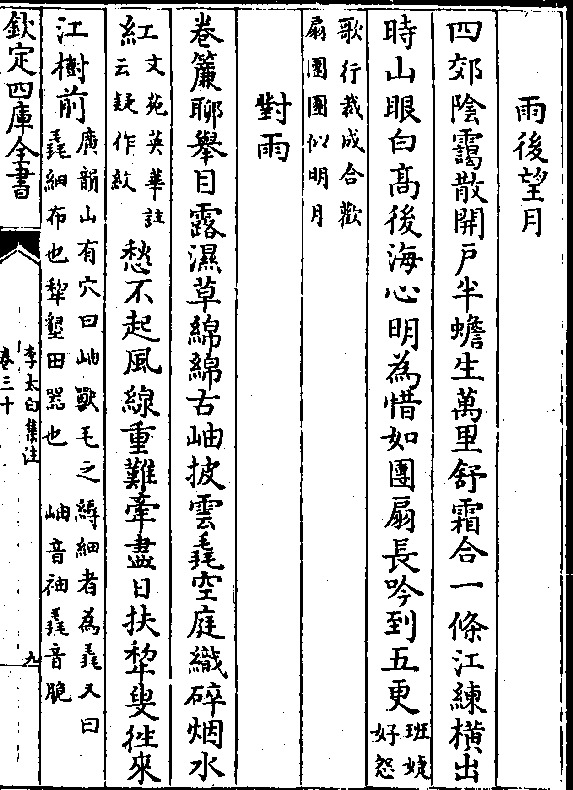 雨後望月
四郊陰靄散開戶半蟾生萬里舒霜合一條江練橫出
時山眼白高後海心明為惜如團扇長吟到五更班婕
妤怨
歌行裁成合歡
扇團團似明月
對雨
卷簾聊舉目露濕草綿綿古岫披雲毳空庭織碎烟水
紅文苑英華註
云疑作紋
愁不起風線重難牽盡日扶犂叟徃來
江樹前廣韻山有穴曰岫獸毛之縟細者為毳又曰
毳細布也犂墾田器也 岫音袖毳音脆
欽定四庫全書
李太白集注
卷三十
九